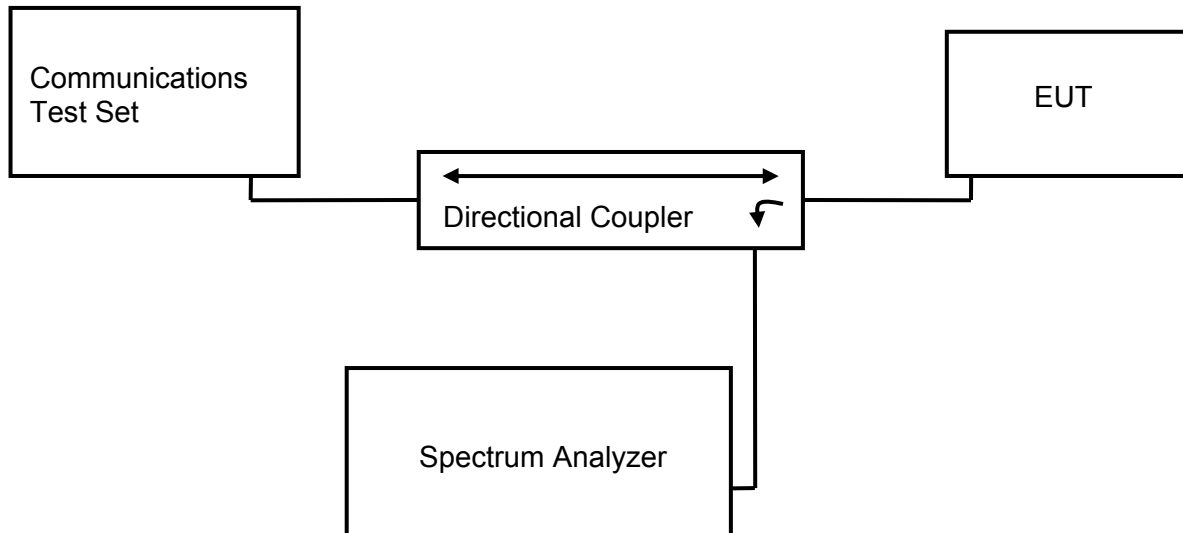 Communications
Test Set
EUT
Directional Coupler
Spectrum Analyzer